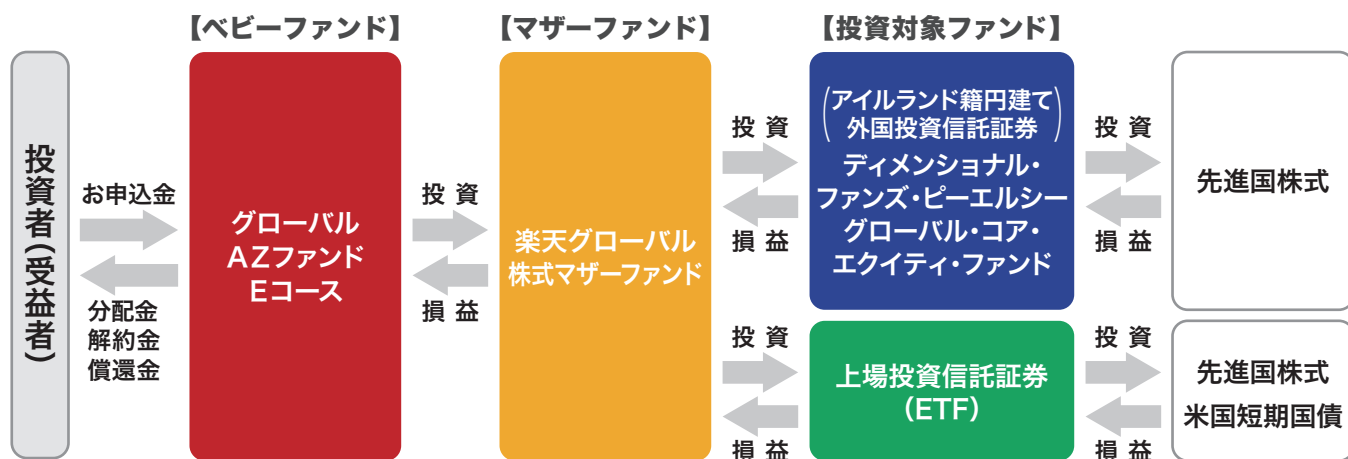 【ベビーファンド】
【マザーファンド】
【投資対象ファンド】
投資者(受益者)
お申込金
分配金
解約金
償還金
グローバル
AZファンド
Eコース
投 資
損 益
楽天グローバル
株式マザーファンド
投 資
損 益
(アイルランド籍円建て
外国投資信託証券)
ディメンショナル・
ファンズ・ピーエルシー
グローバル・コア・
エクイティ・ファンド
投 資
損 益
先進国株式
投 資
損 益
上場投資信託証券
(ETF)
投 資
損 益
先進国株式
米国短期国債